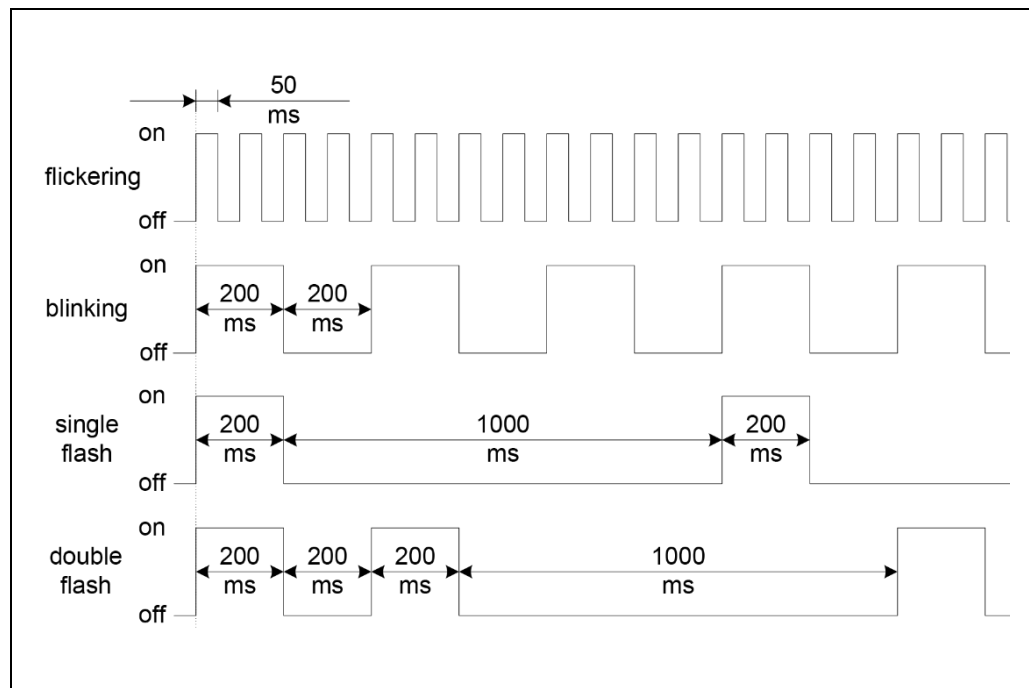 50
ms
on
flickering
off
on
blinking
200
ms
200
ms
off
on
single
flash
200
ms
1000
ms
200
ms
off
on
double
flash
200
ms
200
ms
200
ms
1000
ms
off